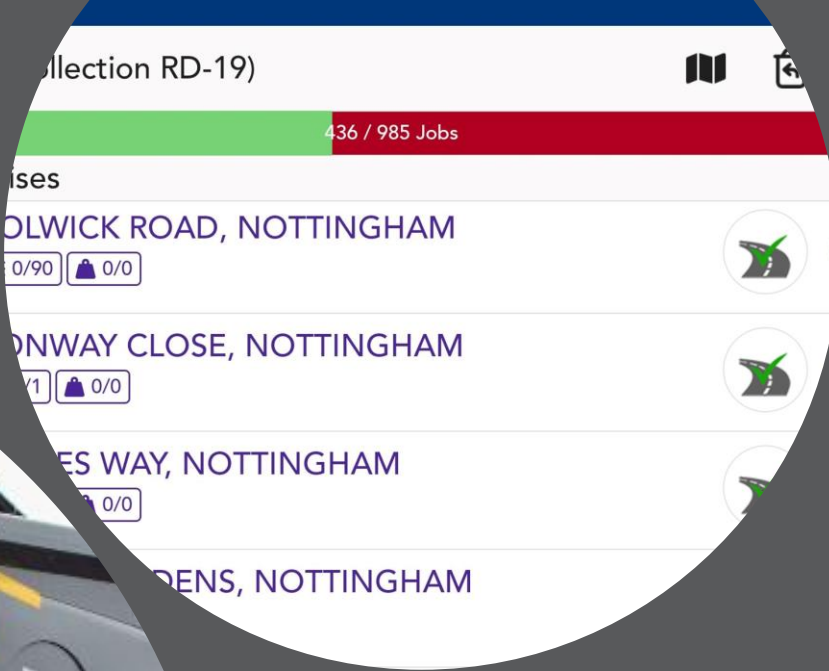 llection RD-19)
436 / 985 Jobs
ises
OLWICK ROAD, NOTTINGHAM
0/90 0/0
ONWAY CLOSE, NOTTINGHAM
/1 0/0
ES WAY, NOTTINGHAM
0/0
DENS, NOTTINGHAM